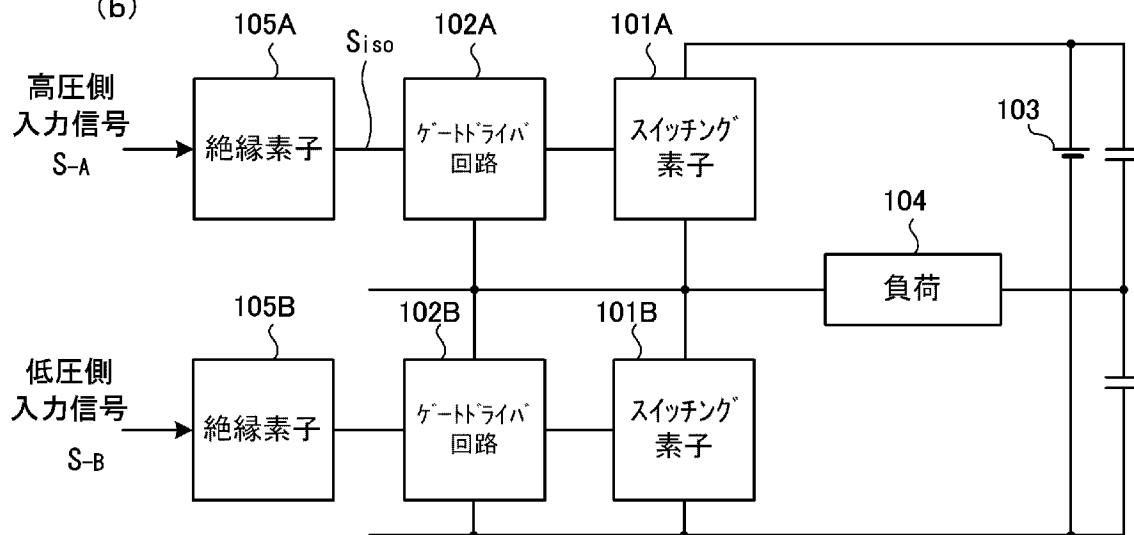 (b)
105A
Siso
102A
101A
高圧側
入力信号
S-A
絶縁素子
ゲートドライバ
回路
スイッチング
素子
103
104
負荷
105B
102B
101B
低圧側
入力信号
S-B
絶縁素子
ゲートドライバ
回路
スイッチング
素子